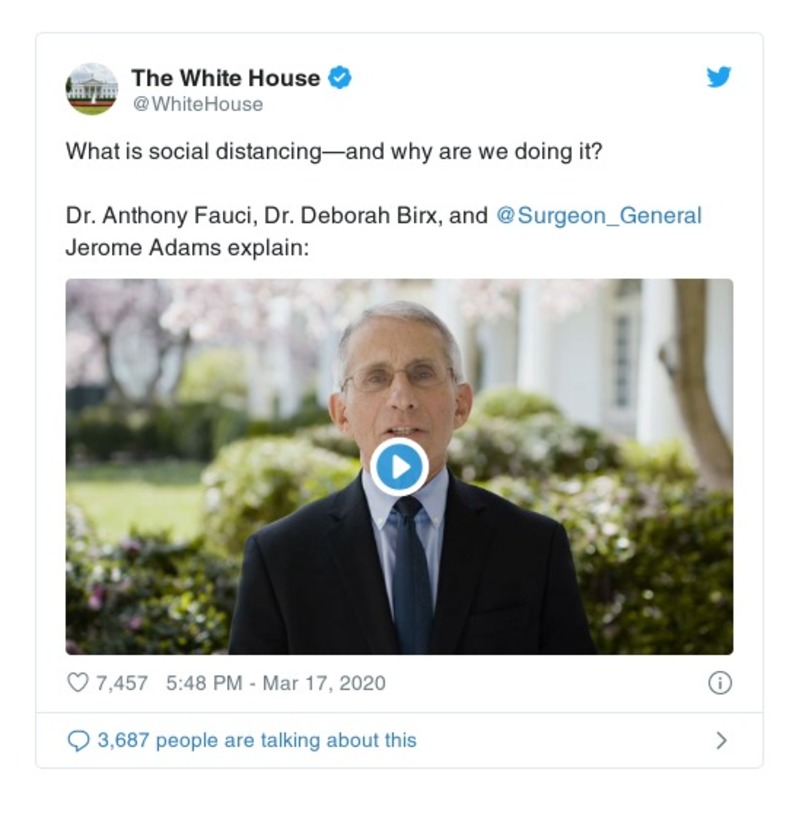 The White House
@WhiteHouse
What is social distancing—and why are we doing it?
Dr. Anthony Fauci, Dr. Deborah Birx, and @Surgeon_General
Jerome Adams explain:
7,457 5:48 PM - Mar 17, 2020
3,687 people are talking about this